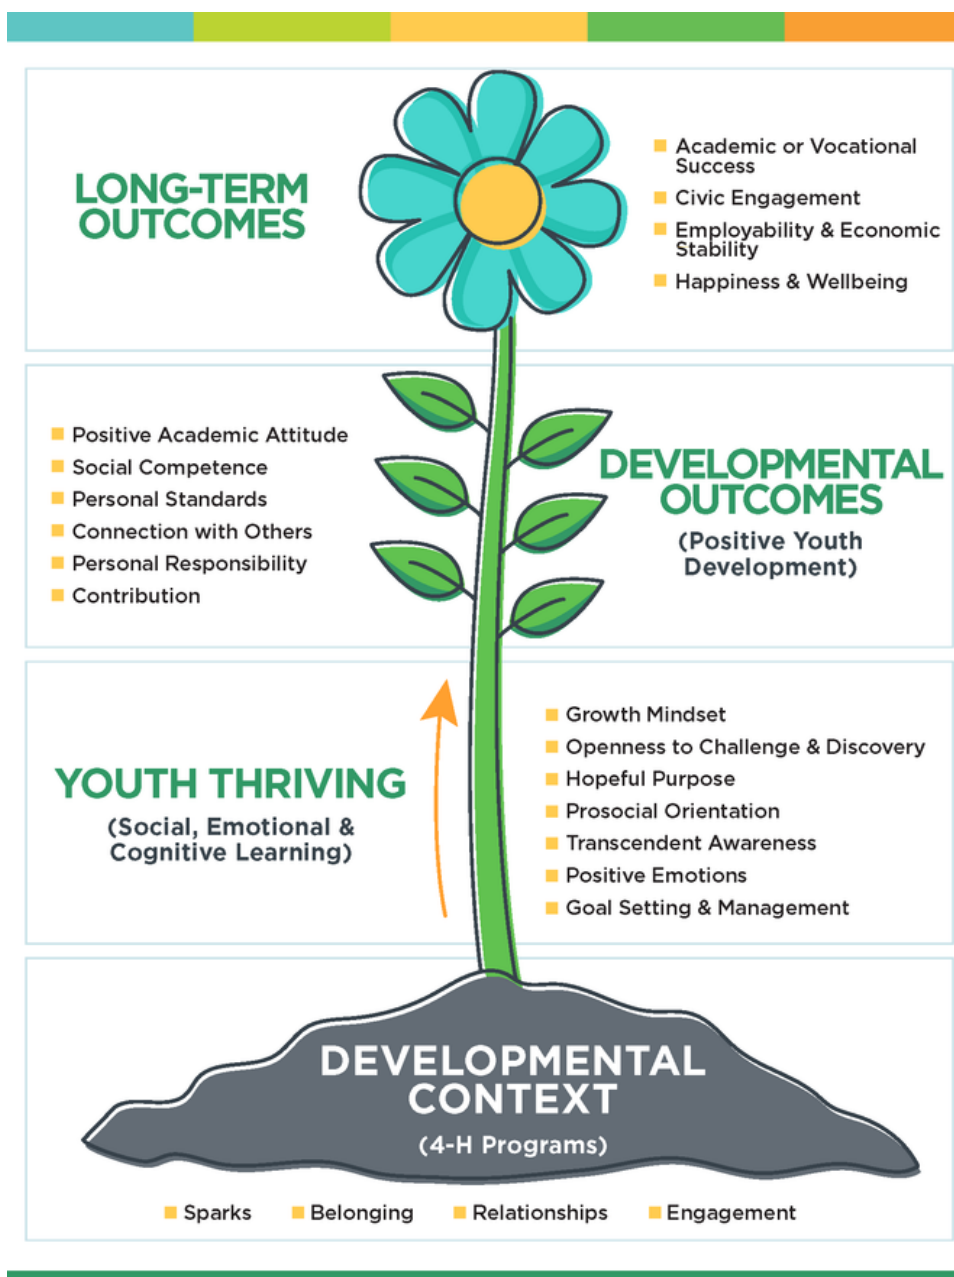 LONG-TERM
OUTCOMES
Academic or Vocational
Success
Civic Engagement
Employability & Economic
Stability
Happiness & Wellbeing
Positive Academic Attitude
Social Competence
Personal Standards
Connection with Others
Personal Responsibility
Contribution
DEVELOPMENTAL
OUTCOMES
(Positive Youth
Development)
YOUTH THRIVING
(Social, Emotional &
Cognitive Learning)
Growth Mindset
Openness to Challenge & Discovery
Hopeful Purpose
Prosocial Orientation
Transcendent Awareness
Positive Emotions
Goal Setting & Management
DEVELOPMENTAL
CONTEXT
(4-H Programs)
Sparks
Belonging
Relationships
Engagement